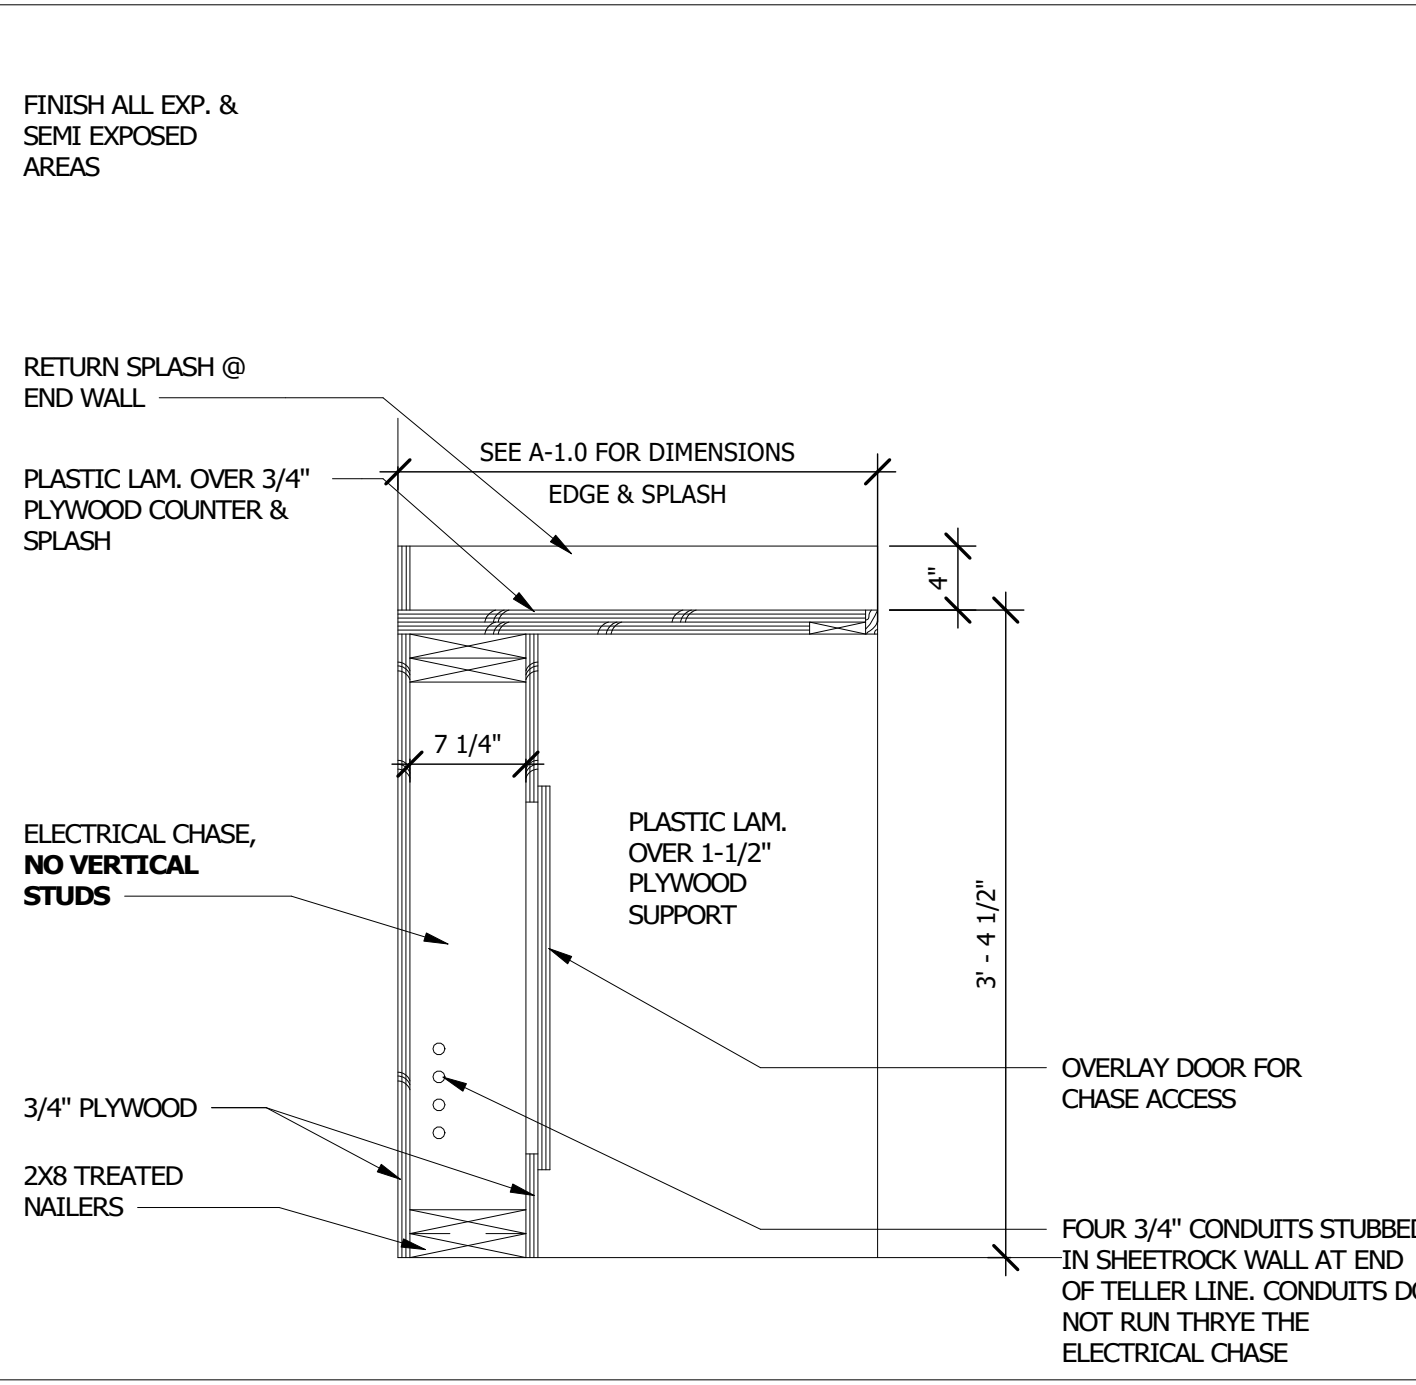 FINISH ALL EXP. &
SEMI EXPOSED
AREAS
RETURN SPLASH @
END WALL
SEE A-1.0 FOR DIMENSIONS
EDGE & SPLASH
PLASTIC LAM. OVER 3/4"
PLYWOOD COUNTER &
SPLASH
4"
7 1/4"
ELECTRICAL CHASE,
NO VERTICAL
STUDS
PLASTIC LAM.
OVER 1-1/2"
PLYWOOD
SUPPORT
3' - 4 1/2"
OVERLAY DOOR FOR
CHASE ACCESS
3/4" PLYWOOD
2X8 TREATED
NAILERS
FOUR 3/4" CONDUITS STUBBED
IN SHEETROCK WALL AT END
OF TELLER LINE. CONDUITS DO
NOT RUN THRYE THE
ELECTRICAL CHASE